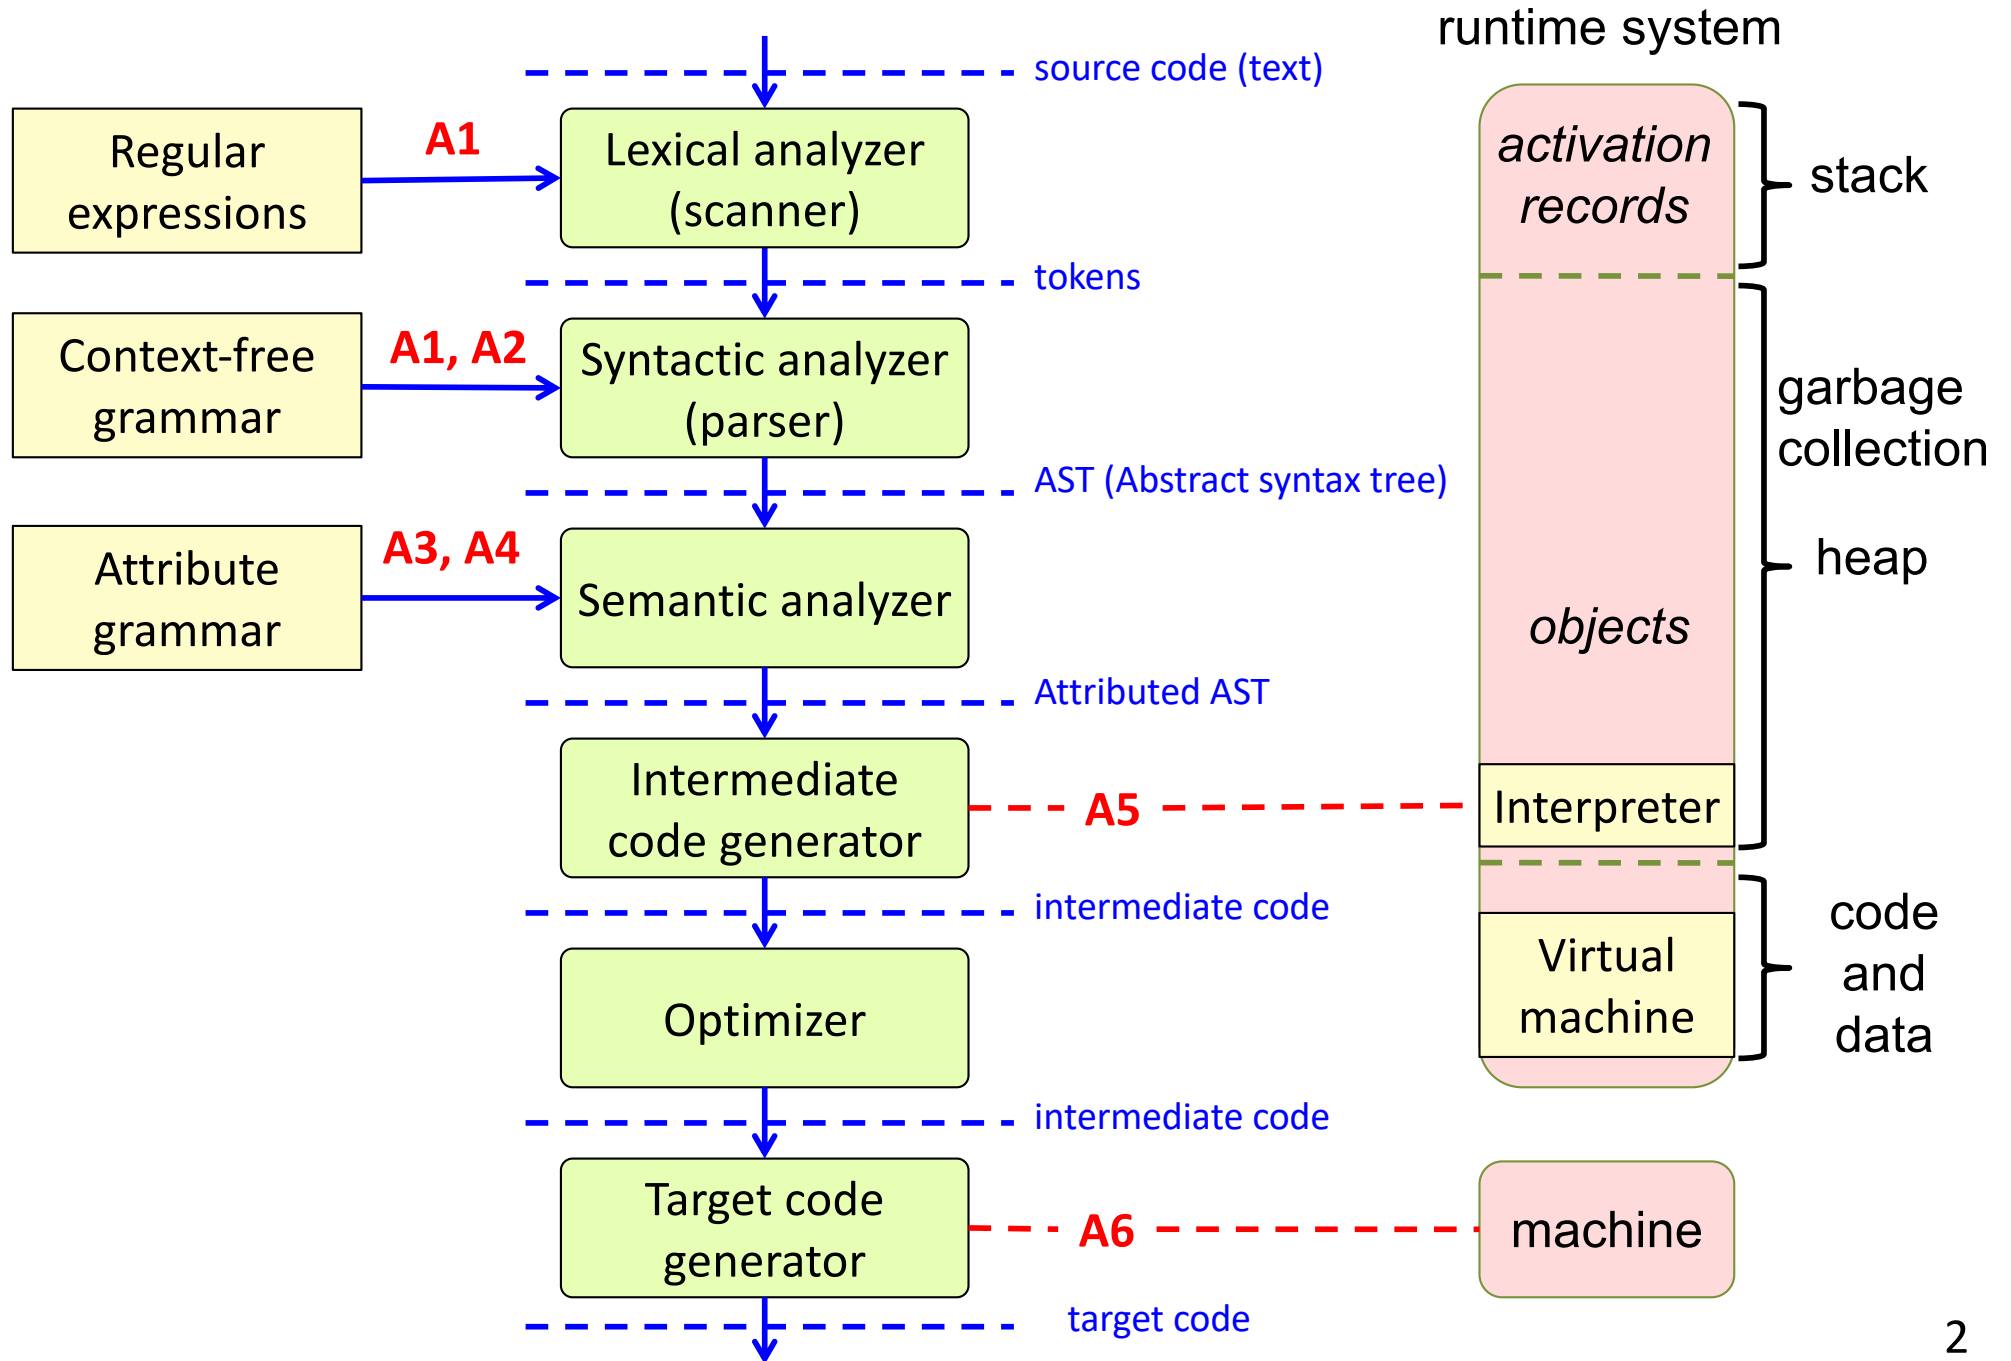 runtime system
source code (text)
Regular
expressions
A1
Lexical analyzer
(scanner)
activation
records
stack
tokens
Context-free
grammar
A1, A2
Syntactic analyzer
(parser)
garbage
collection
AST (Abstract syntax tree)
Attribute
grammar
A3, A4
Semantic analyzer
objects
heap
Attributed AST
Intermediate
code generator
A5
Interpreter
intermediate code
Optimizer
Virtual
machine
code
and
data
intermediate code
Target code
generator
A6
machine
target code
2